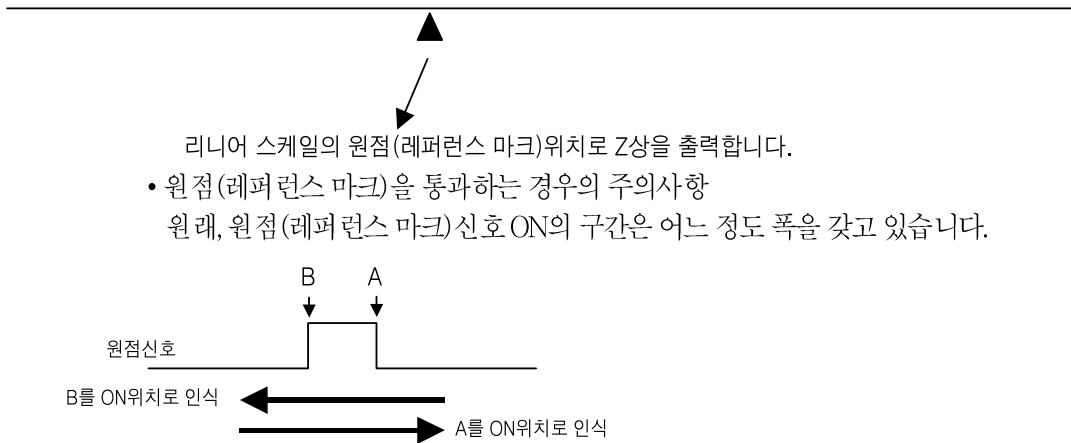 리니어 스케일의 원점(레퍼런스 마크)위치로 Z상을 출력합니다.
• 원점(레퍼런스 마크)을 통과하는 경우의 주의사항
원래, 원점(레퍼런스 마크)신호 ON의 구간은 어느 정도 폭을 갖고 있습니다.
B A
원점신호
B를 ON위치로 인식
A를 ON위치로 인식